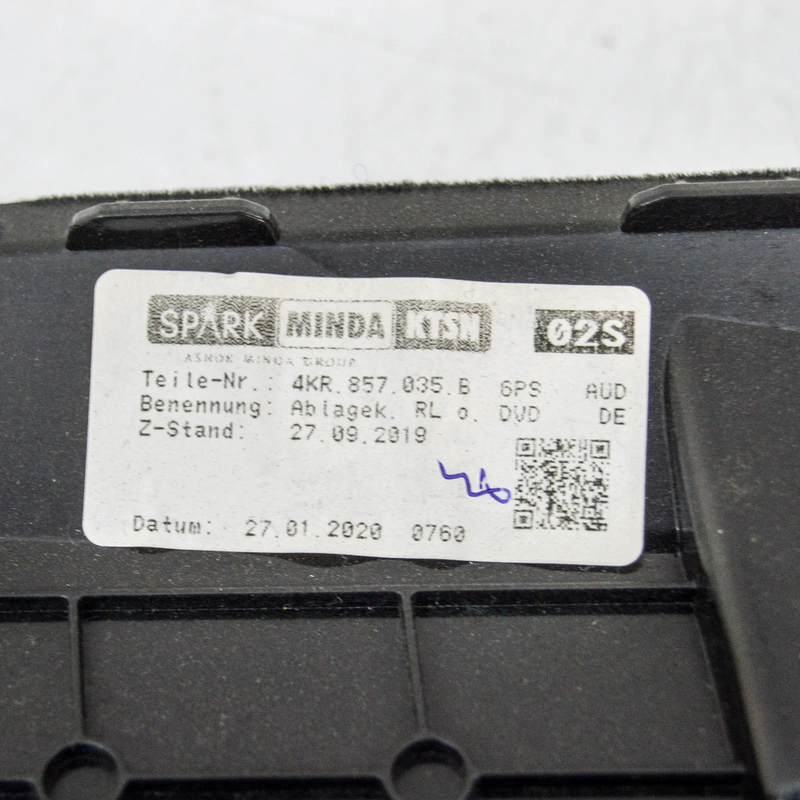 SPARK MINDA KTSN 02S
ASHOK MINDA GROUP
Teile-Nr.: 4KR.857.035.B 6PS AUD
Benennung: Ablagek. RL o. DVD DE
Z-Stand: 27.09.2019
Datum: 27.01.2020 0760